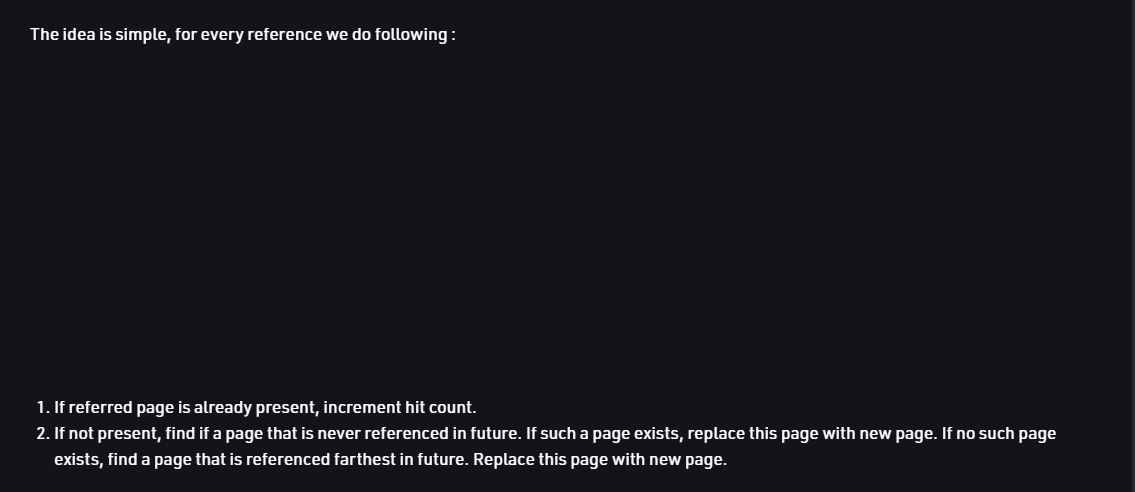 The idea is simple, for every reference we do following :
1. If referred page is already present, increment hit count.
2. If not present, find if a page that is never referenced in future. If such a page exists, replace this page with new page. If no such page
exists, find a page that is referenced farthest in future. Replace this page with new page.